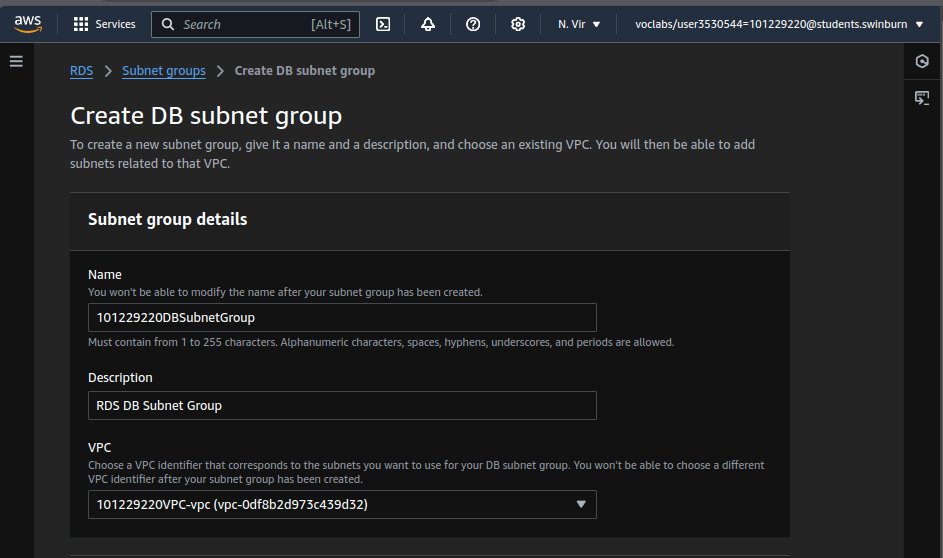 aws Services Search [Alt+S] N. Vir voclabs/user3530544=101229220@students.swinburn
RDS Subnet groups Create DB subnet group
Create DB subnet group
To create a new subnet group, give it a name and a description, and choose an existing VPC. You will then be able to add
subnets related to that VPC.
Subnet group details
Name
You won't be able to modify the name after your subnet group has been created.
101229220DBSubnetGroup
Must contain from 1 to 255 characters. Alphanumeric characters, spaces, hyphens, underscores, and periods are allowed.
Description
RDS DB Subnet Group
VPC
Choose a VPC identifier that corresponds to the subnets you want to use for your DB subnet group. You won't be able to choose a different
VPC identifier after your subnet group has been created.
101229220VPC-vpc (vpc-0df8b2d973c439d32)